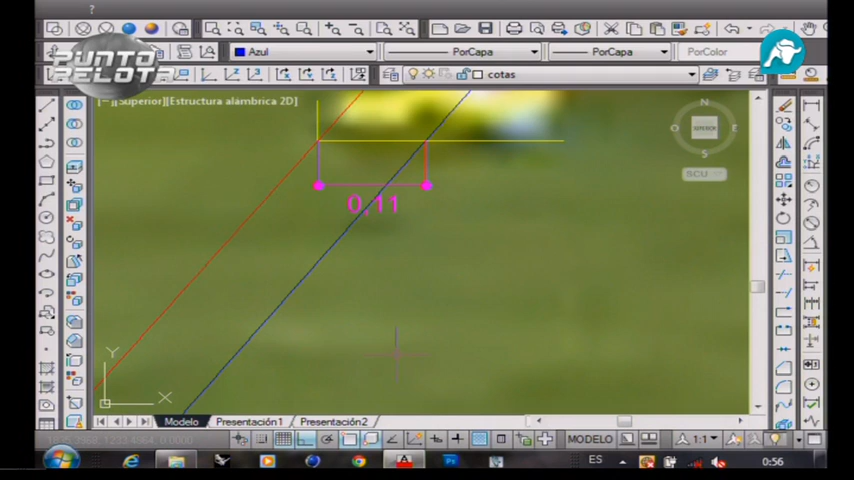 ?
Azul
PorCapa
PorCapa
PorColor
PUNTO
PELOTA
cotas
[−][Superior][Estructura alámbrica 2D]
N
O
SUPERIOR
E
S
SCU
0,11
Y
X
Modelo
Presentación1
Presentación2
MODELO
1:1
ES
0:56